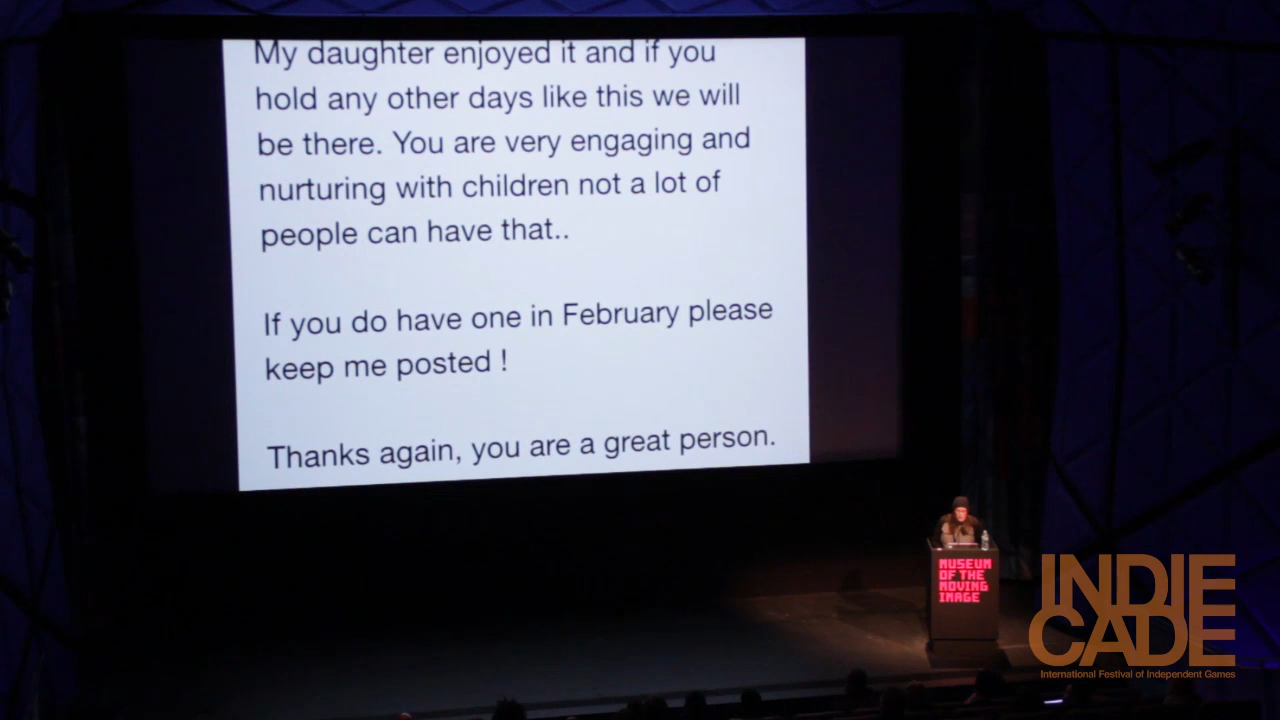 My daughter enjoyed it and if you
hold any other days like this we will
be there. You are very engaging and
nurturing with children not a lot of
people can have that..
If you do have one in February please
keep me posted !
Thanks again, you are a great person.
MUSEUM
OF THE
MOVING
IMAGE
INDIE
CADE
International Festival of Independent Games